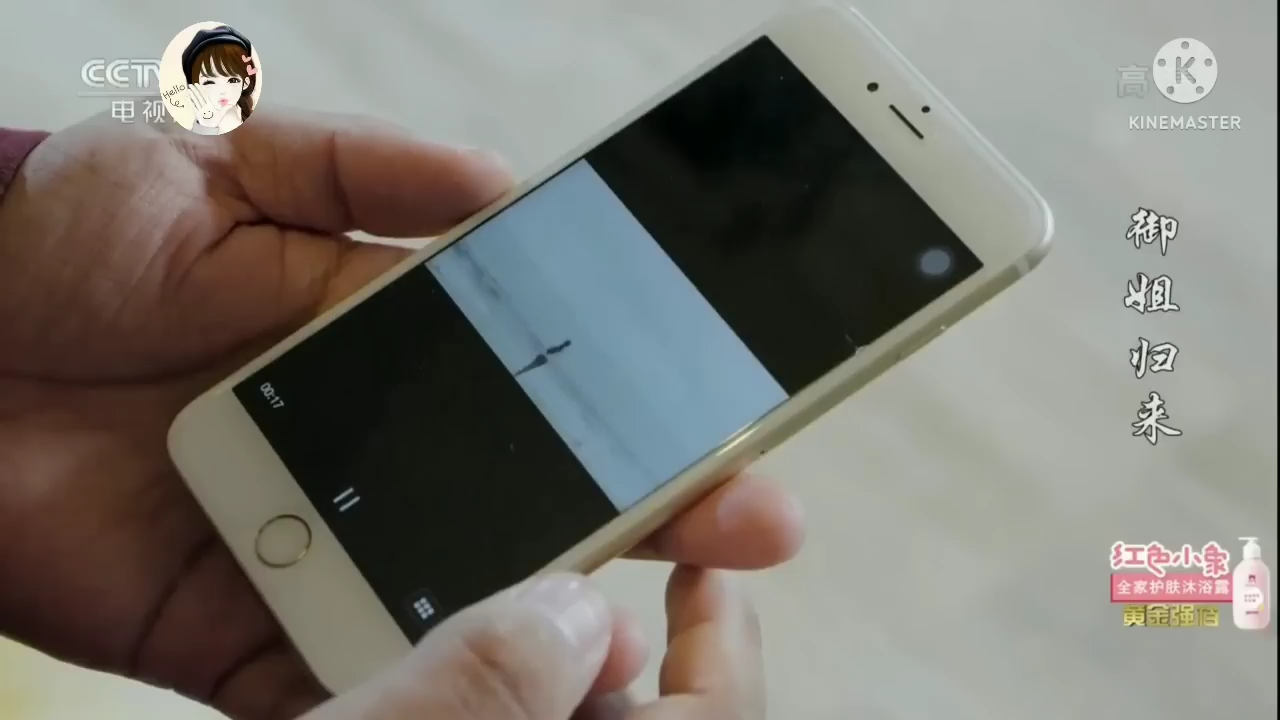 CCTV
Hello
电视
高
K
KINEMASTER
御姐归来
00:17
红色小象
全家护肤沐浴露
黄金强档